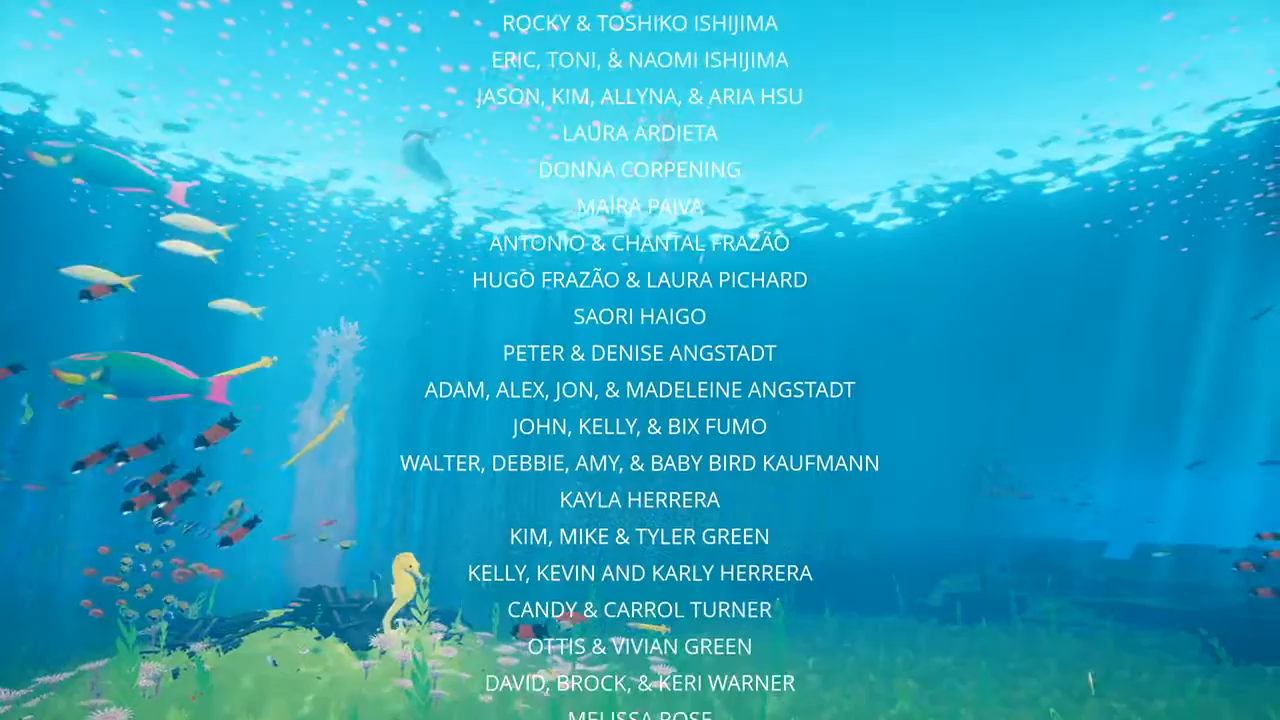 ROCKY & TOSHIKO ISHIJIMA
ERIC, TONI, & NAOMI ISHIJIMA
JASON, KIM, ALLYNA, & ARIA HSU
LAURA ARDIETA
DONNA CORPENING
MAÍRA PAIVA
ANTONIO & CHANTAL FRAZÃO
HUGO FRAZÃO & LAURA PICHARD
SAORI HAIGO
PETER & DENISE ANGSTADT
ADAM, ALEX, JON, & MADELEINE ANGSTADT
JOHN, KELLY, & BIX FUMO
WALTER, DEBBIE, AMY, & BABY BIRD KAUFMANN
KAYLA HERRERA
KIM, MIKE & TYLER GREEN
KELLY, KEVIN AND KARLY HERRERA
CANDY & CARROL TURNER
OTTIS & VIVIAN GREEN
DAVID, BROCK, & KERI WARNER
MELISSA ROSE